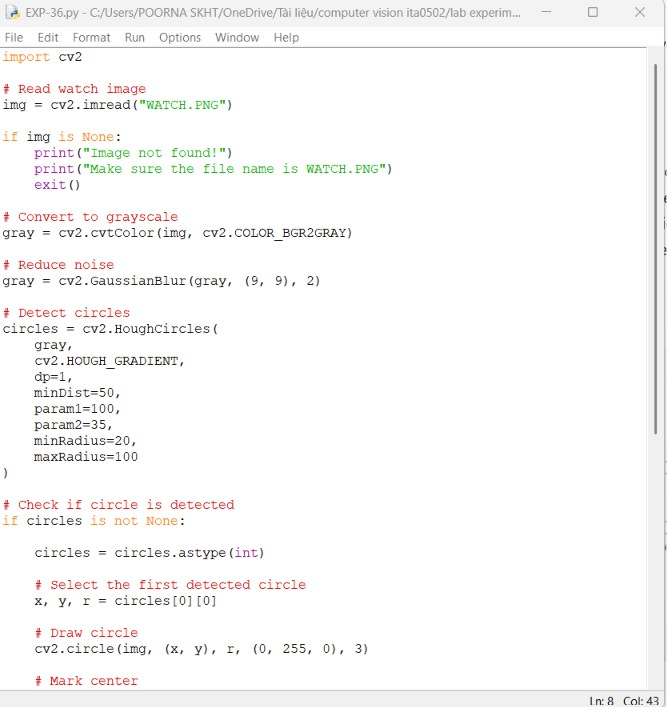 EXP-36.py - C:/Users/POORNA SKHT/OneDrive/Tài liệu/computer vision ita0502/lab experim...
File Edit Format Run Options Window Help
import cv2

# Read watch image
img = cv2.imread("WATCH.PNG")

if img is None:
    print("Image not found!")
    print("Make sure the file name is WATCH.PNG")
    exit()

# Convert to grayscale
gray = cv2.cvtColor(img, cv2.COLOR_BGR2GRAY)

# Reduce noise
gray = cv2.GaussianBlur(gray, (9, 9), 2)

# Detect circles
circles = cv2.HoughCircles(
    gray,
    cv2.HOUGH_GRADIENT,
    dp=1,
    minDist=50,
    param1=100,
    param2=35,
    minRadius=20,
    maxRadius=100
)

# Check if circle is detected
if circles is not None:

    circles = circles.astype(int)

    # Select the first detected circle
    x, y, r = circles[0][0]

    # Draw circle
    cv2.circle(img, (x, y), r, (0, 255, 0), 3)

    # Mark center
Ln: 8 Col: 43